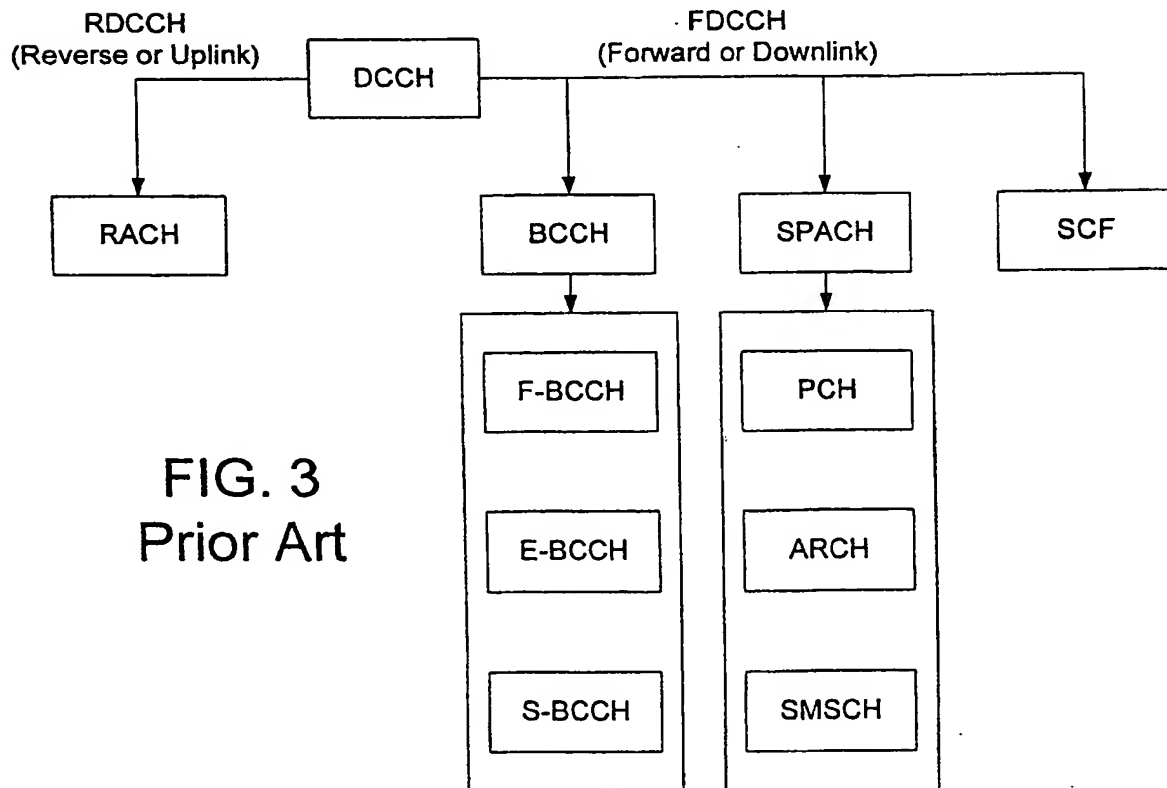 RDCCH
(Reverse or Uplink)
FDCCH
(Forward or Downlink)
DCCH
RACH
BCCH
SPACH
SCF
F-BCCH
PCH
E-BCCH
ARCH
S-BCCH
SMSCH
FIG. 3
Prior Art